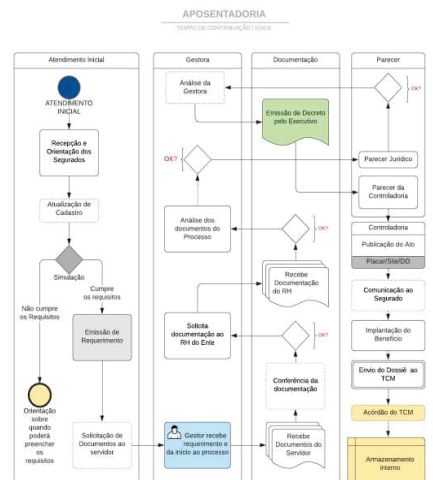 APOSENTADORIA
TEMPO DE CONTRIBUIÇÃO / IDADE
Atendimento Inicial
ATENDIMENTO
INICIAL
Recepção e
Orientação dos
Segurados
Atualização de
Cadastro
Simulação
Não cumpre
os Requisitos
Cumpre
os requisitos
Emissão de
Requerimento
Orientação
sobre
quando
poderá
preencher
os
requisitos
Solicitação de
Documentos ao
servidor
Gestora
Análise da
Gestora
OK?
Análise dos
documentos do
Processo
Solicita
documentação ao
RH do Ente
Gestor recebe
requerimento e
da início ao processo
Documentação
Emissão de Decreto
pelo Executivo
OK?
Recebe
Documentação
do RH
OK?
Conferência da
documentação
Recebe
Documentos do
Servidor
Parecer
OK?
Parecer Jurídico
Parecer da
Controladoria
Controladoria
Publicação do Ato
Placar/Site/DO
Comunicação ao
Segurado
Implantação do
Benefício
Envio do Dossiê ao
TCM
Acórdão do TCM
Armazenamento
interno